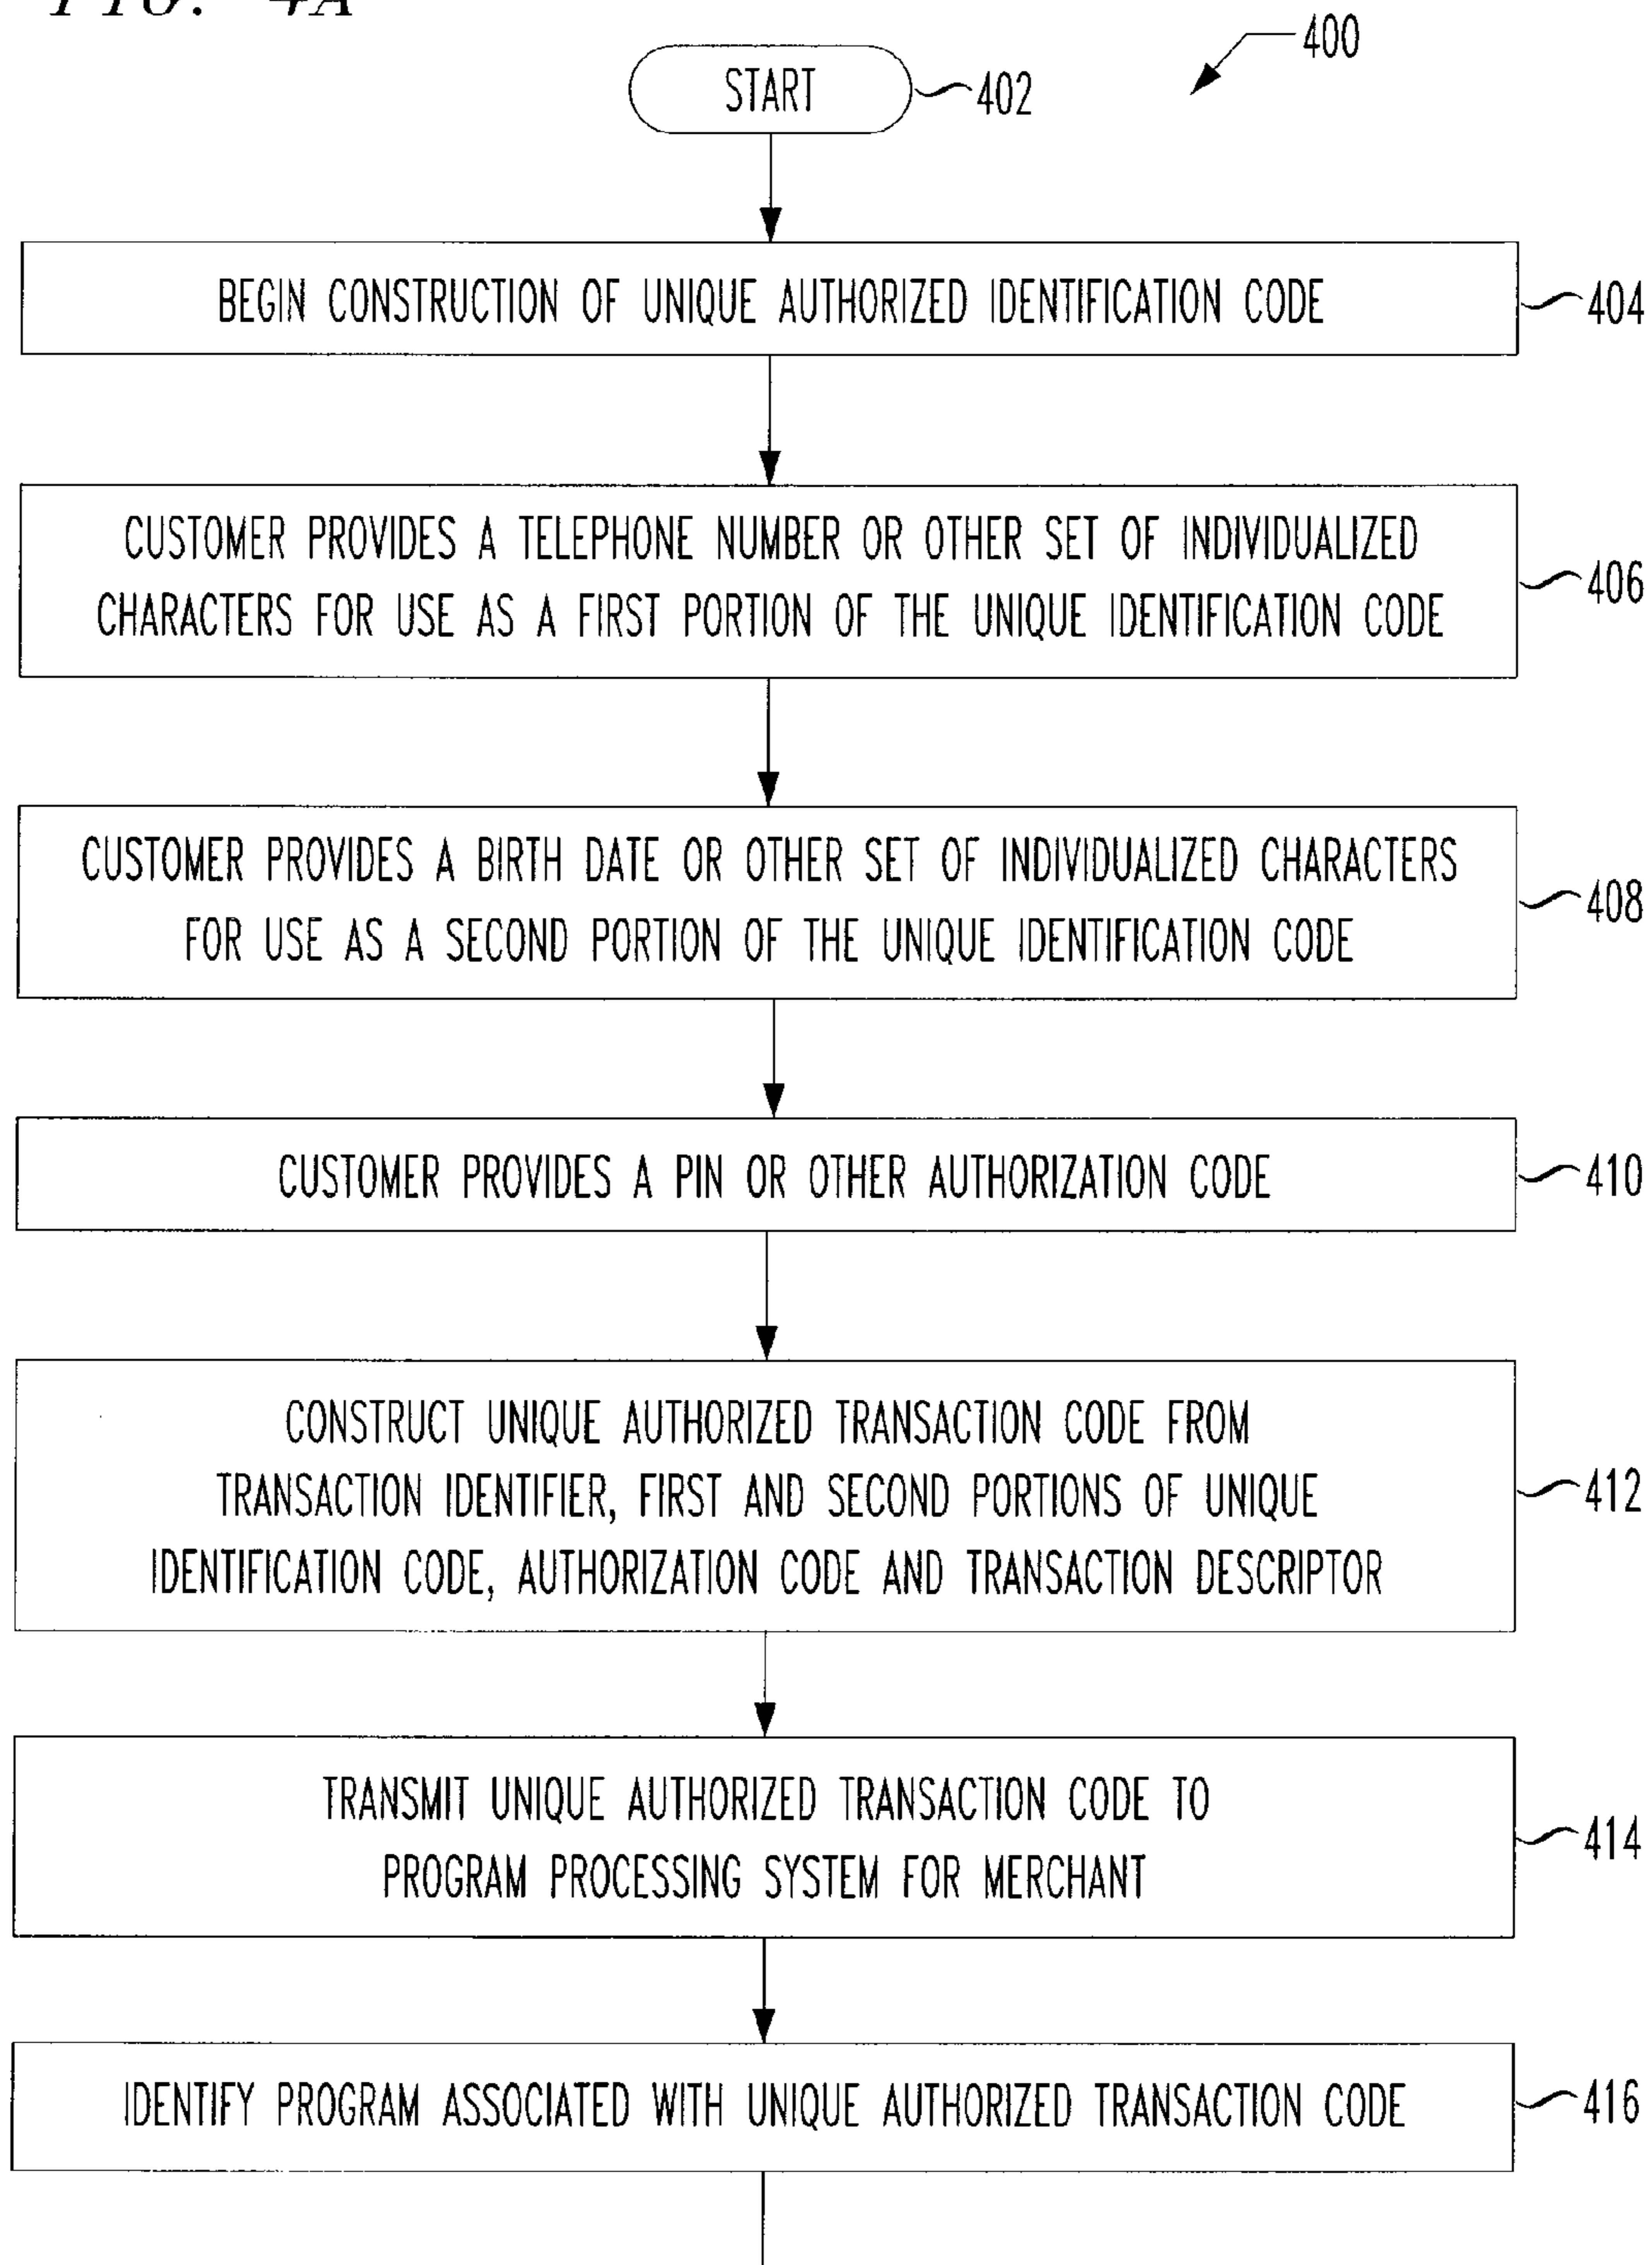 FIG. 4A
400
START
402
BEGIN CONSTRUCTION OF UNIQUE AUTHORIZED IDENTIFICATION CODE
404
CUSTOMER PROVIDES A TELEPHONE NUMBER OR OTHER SET OF INDIVIDUALIZED
CHARACTERS FOR USE AS A FIRST PORTION OF THE UNIQUE IDENTIFICATION CODE
406
CUSTOMER PROVIDES A BIRTH DATE OR OTHER SET OF INDIVIDUALIZED CHARACTERS
FOR USE AS A SECOND PORTION OF THE UNIQUE IDENTIFICATION CODE
408
CUSTOMER PROVIDES A PIN OR OTHER AUTHORIZATION CODE
410
CONSTRUCT UNIQUE AUTHORIZED TRANSACTION CODE FROM
TRANSACTION IDENTIFIER, FIRST AND SECOND PORTIONS OF UNIQUE
IDENTIFICATION CODE, AUTHORIZATION CODE AND TRANSACTION DESCRIPTOR
412
TRANSMIT UNIQUE AUTHORIZED TRANSACTION CODE TO
PROGRAM PROCESSING SYSTEM FOR MERCHANT
414
IDENTIFY PROGRAM ASSOCIATED WITH UNIQUE AUTHORIZED TRANSACTION CODE
416